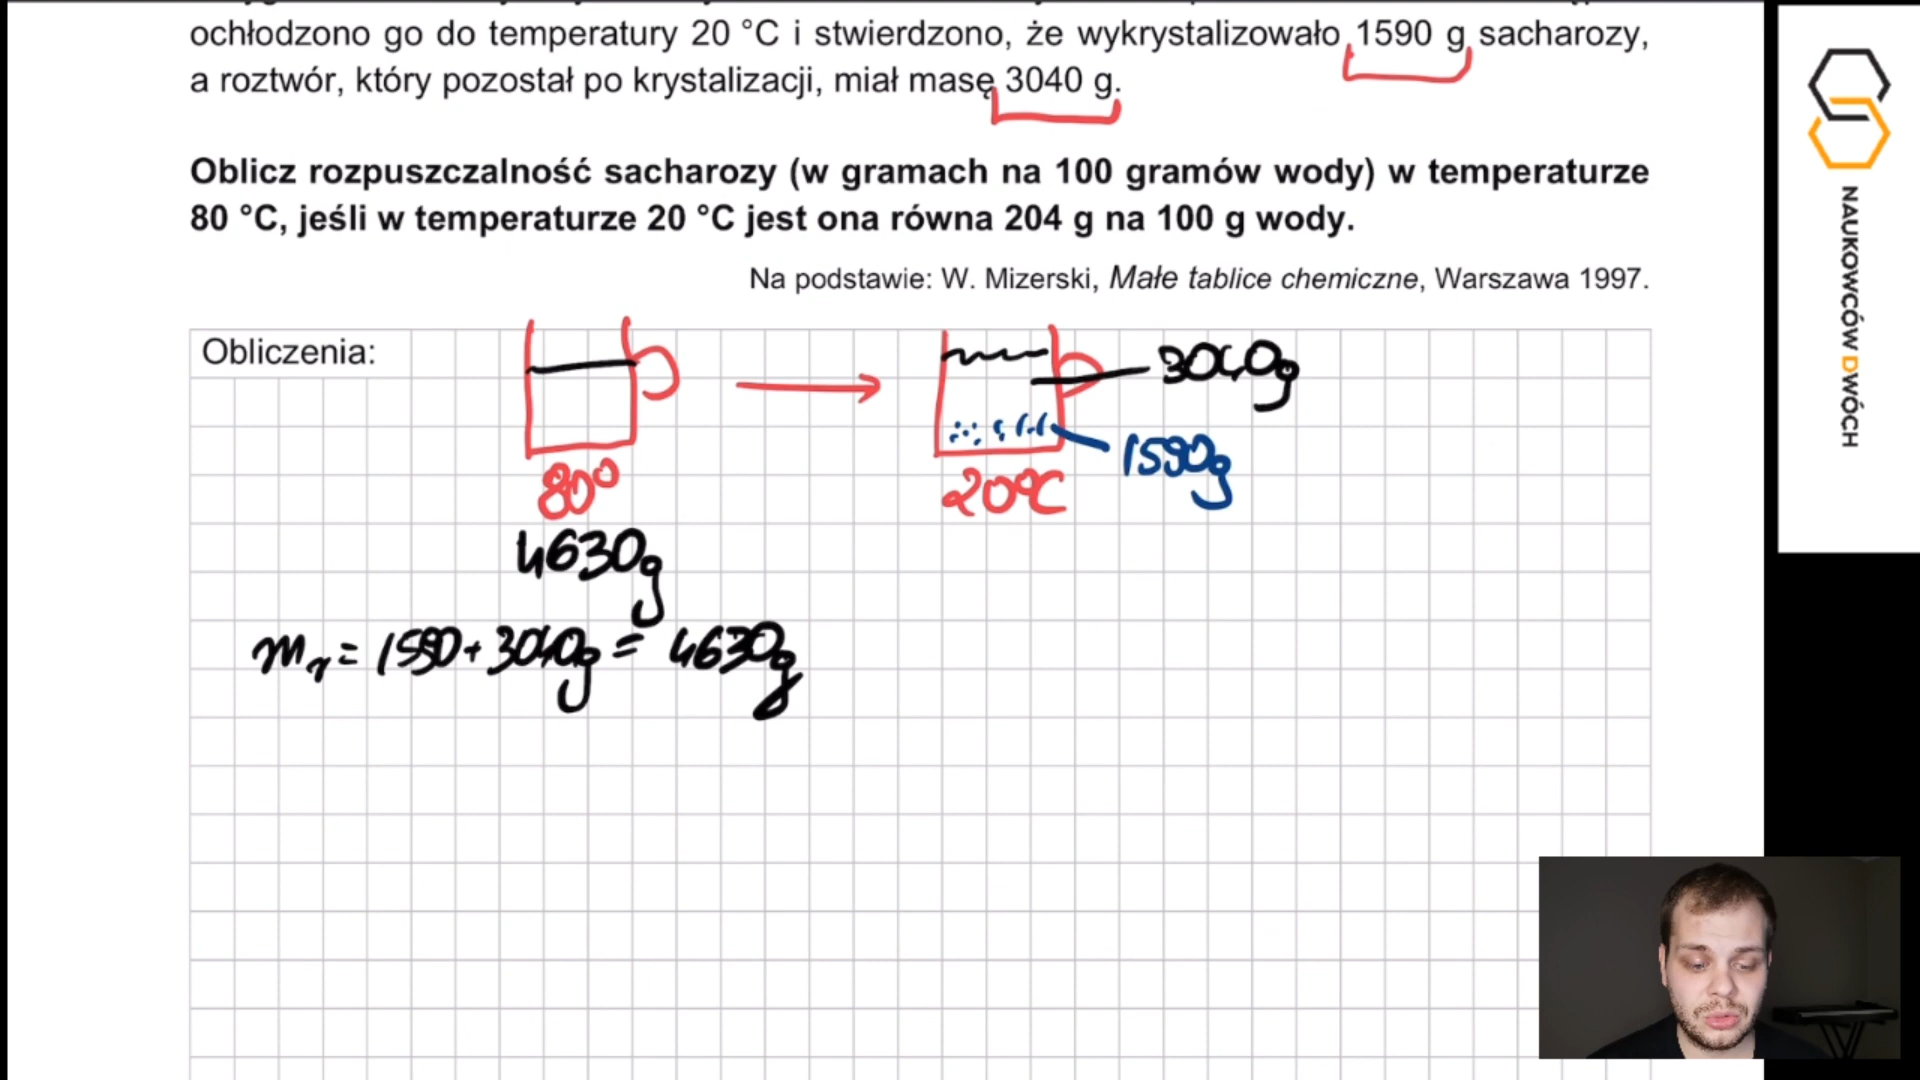 ochłodzono go do temperatury 20 °C i stwierdzono, że wykrystalizowało 1590 g sacharozy,
a roztwór, który pozostał po krystalizacji, miał masę 3040 g.
Oblicz rozpuszczalność sacharozy (w gramach na 100 gramów wody) w temperaturze
80 °C, jeśli w temperaturze 20 °C jest ona równa 204 g na 100 g wody.
Na podstawie: W. Mizerski, Małe tablice chemiczne, Warszawa 1997.
Obliczenia:
3040g
1590g
80°
20°C
4630g
mr = 1590+3040g = 4630g
NAUKOWCÓW DWÓCH